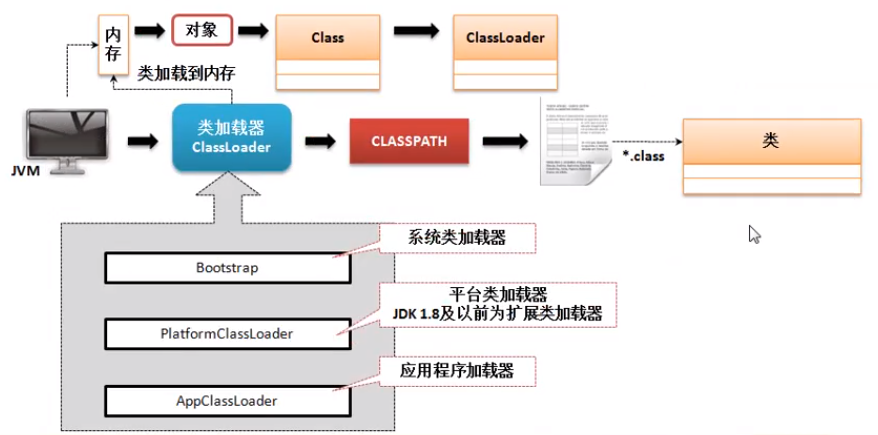 内
存
对象
Class
ClassLoader
类加载到内存
类加载器
ClassLoader
CLASSPATH
JVM
*.class
类
系统类加载器
Bootstrap
平台类加载器
JDK 1.8及以前为扩展类加载器
PlatformClassLoader
应用程序加载器
AppClassLoader